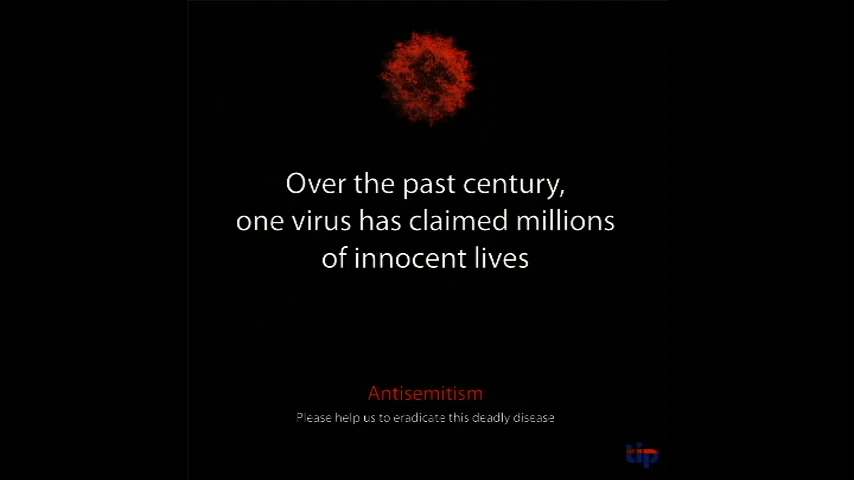 Over the past century,
one virus has claimed millions
of innocent lives
Antisemitism
Please help us to eradicate this deadly disease
tip